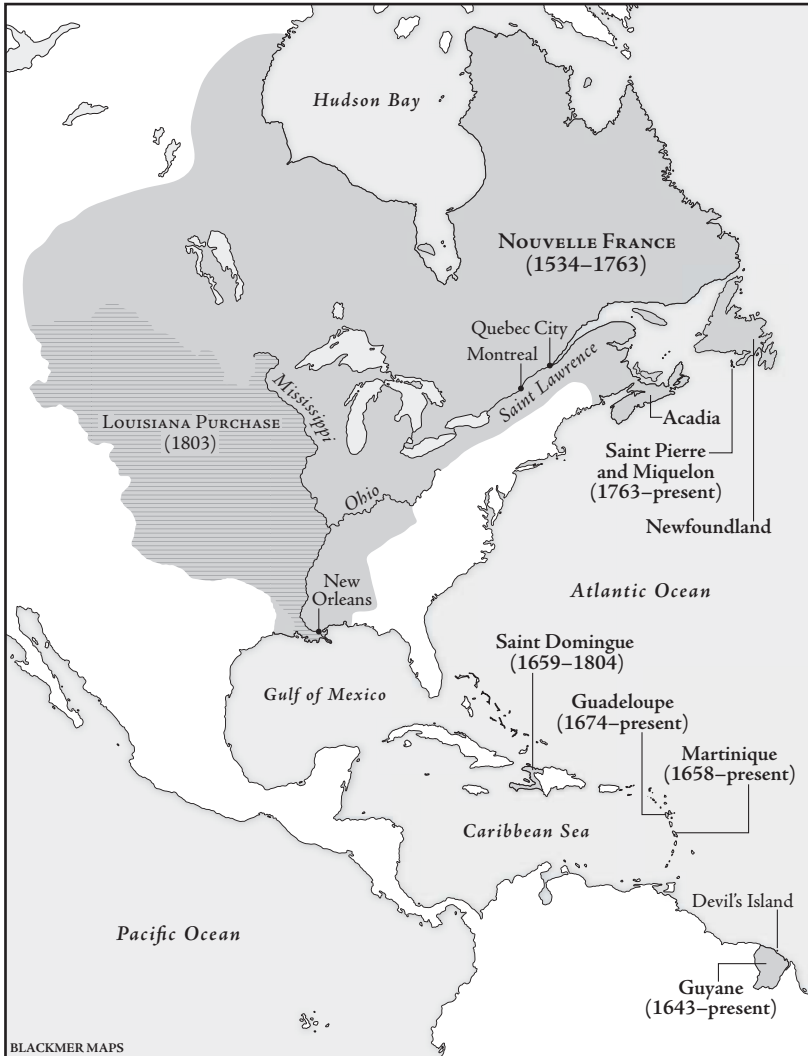 Hudson Bay
Nouvelle France
(1534–1763)
Quebec City
Montreal
Saint Lawrence
Mississippi
Louisiana Purchase
(1803)
Acadia
Saint Pierre
and Miquelon
(1763–present)
Ohio
Newfoundland
New
Orleans
Atlantic Ocean
Saint Domingue
(1659–1804)
Gulf of Mexico
Guadeloupe
(1674–present)
Martinique
(1658–present)
Caribbean Sea
Devil's Island
Pacific Ocean
Guyane
(1643–present)
BLACKMER MAPS